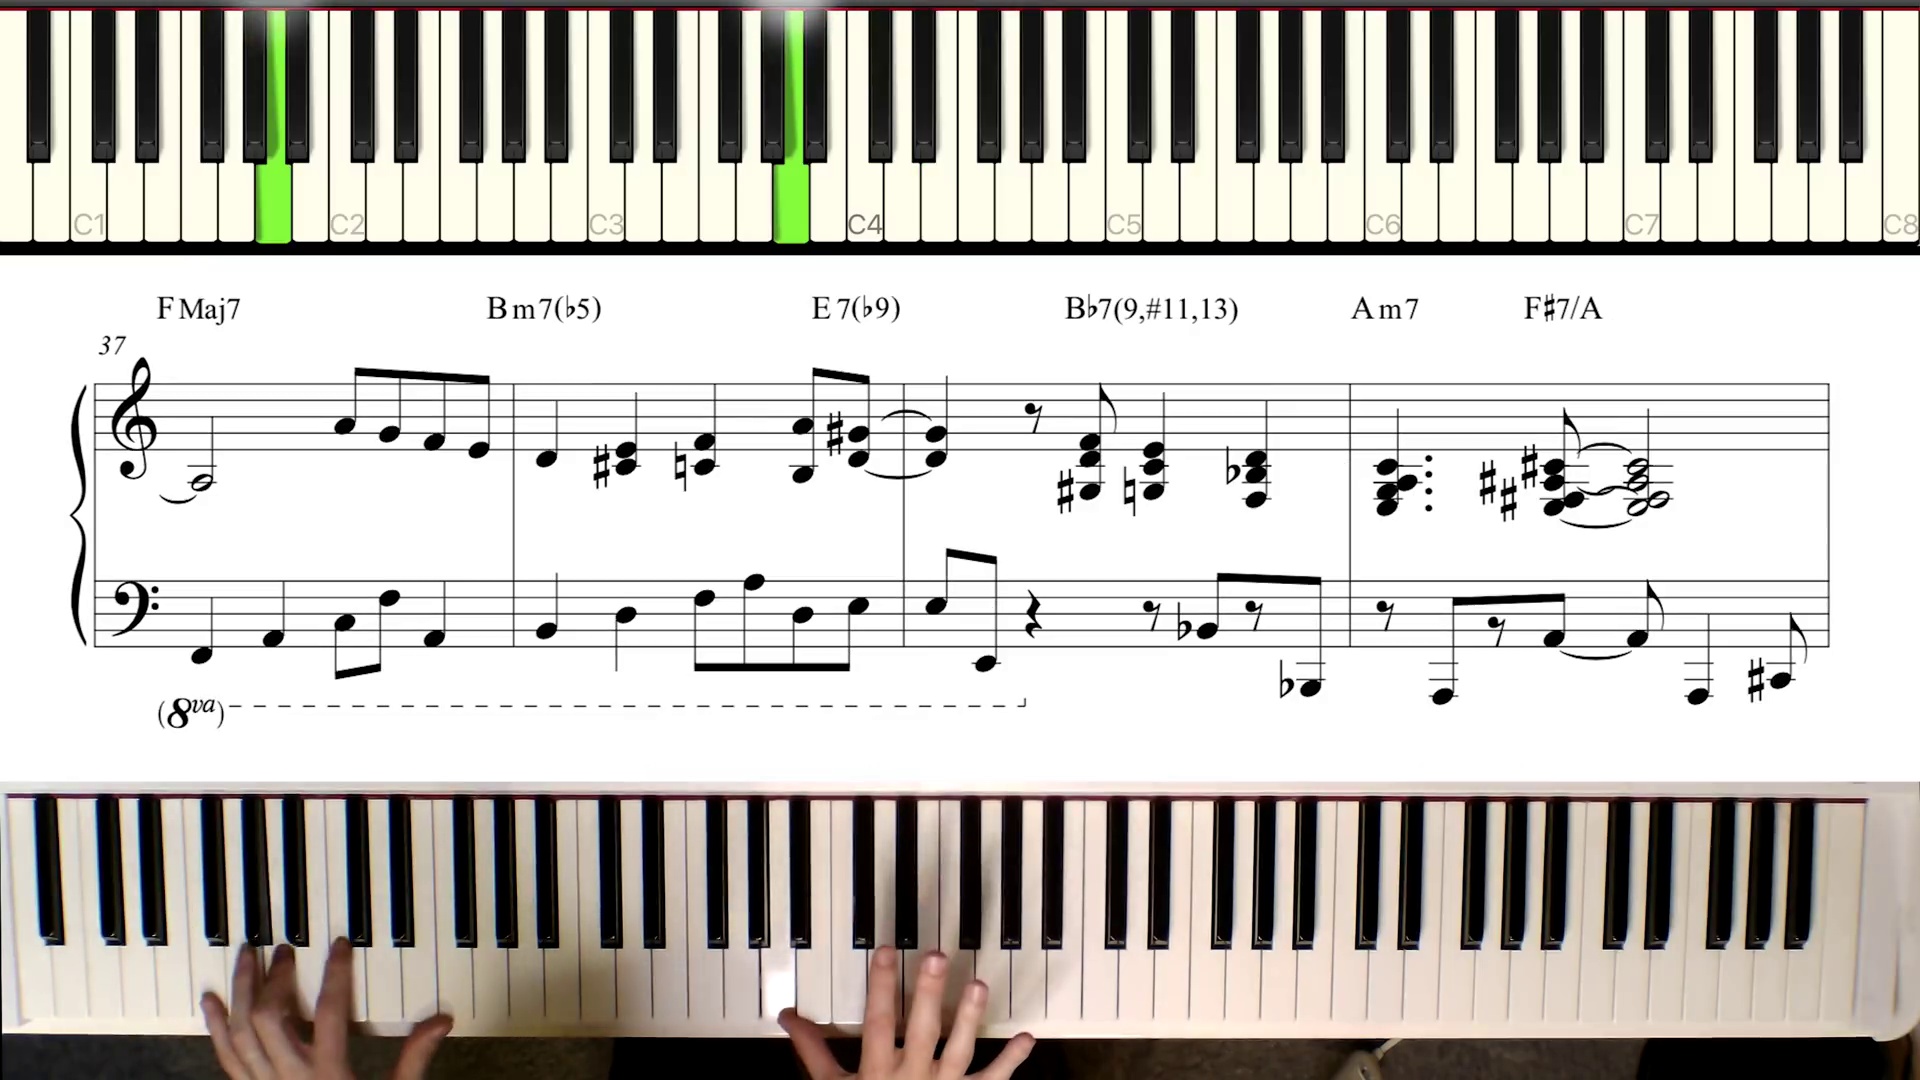 C1 C2 C3 C4 C5 C6 C7 C8
F Maj7 B m7(♭5) E 7(♭9) B♭7(9,#11,13) A m7 F♯7/A
37
(8va)